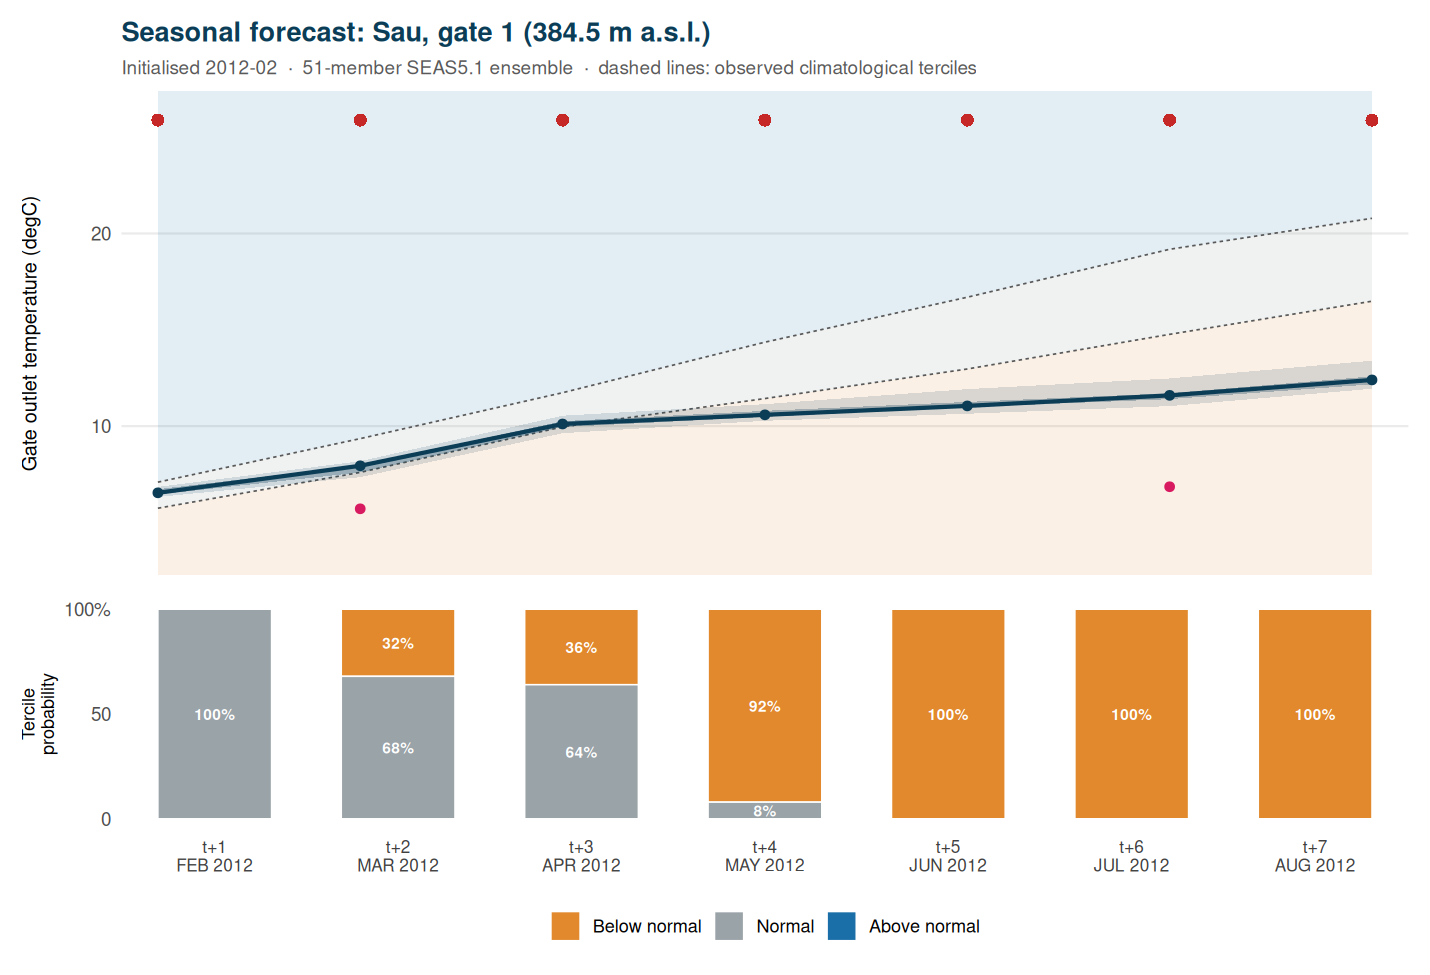 Seasonal forecast: Sau, gate 1 (384.5 m a.s.l.)
Initialised 2012-02 · 51-member SEAS5.1 ensemble · dashed lines: observed climatological terciles
Gate outlet temperature (degC)
20
10
Tercile
probability
100%
50
0
100%
32%
68%
36%
64%
92%
8%
100%
100%
100%
t+1
FEB 2012
t+2
MAR 2012
t+3
APR 2012
t+4
MAY 2012
t+5
JUN 2012
t+6
JUL 2012
t+7
AUG 2012
Below normal
Normal
Above normal